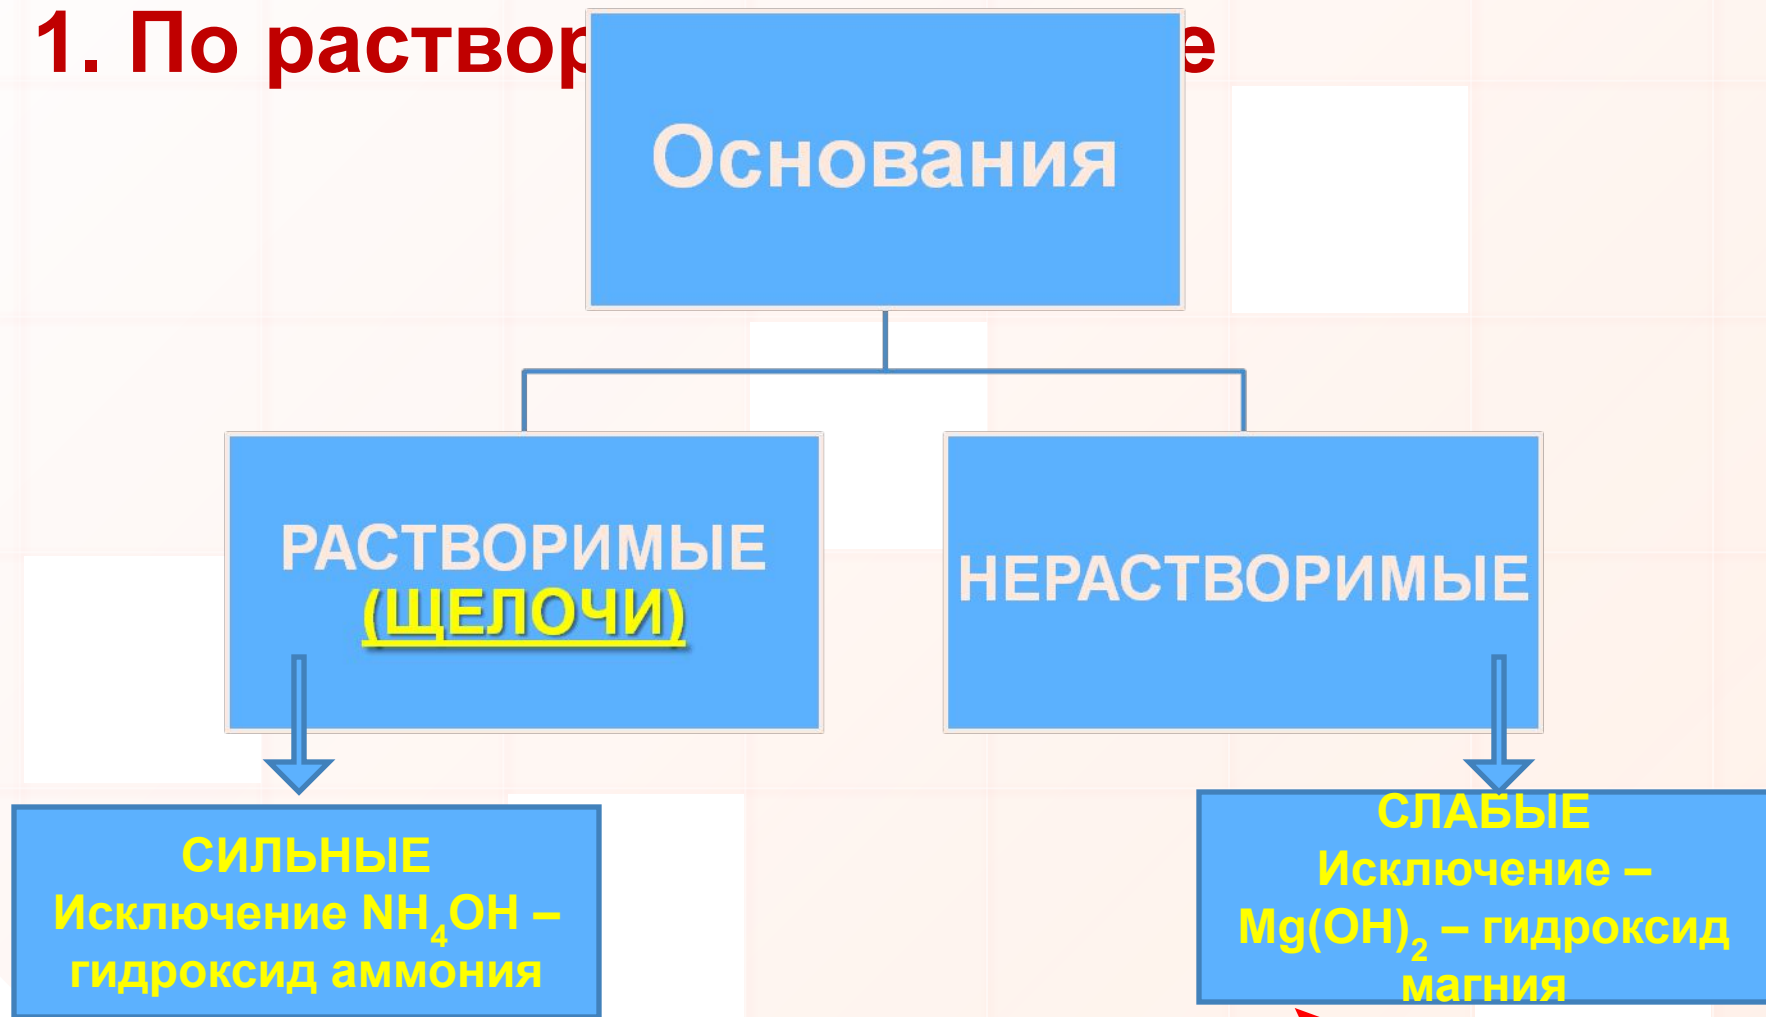 1. По раствор е
Основания
РАСТВОРИМЫЕ
(ЩЕЛОЧИ)
НЕРАСТВОРИМЫЕ
СИЛЬНЫЕ
Исключение NH₄OH –
гидроксид аммония
СЛАБЫЕ
Исключение –
Mg(OH)₂ – гидроксид
магния